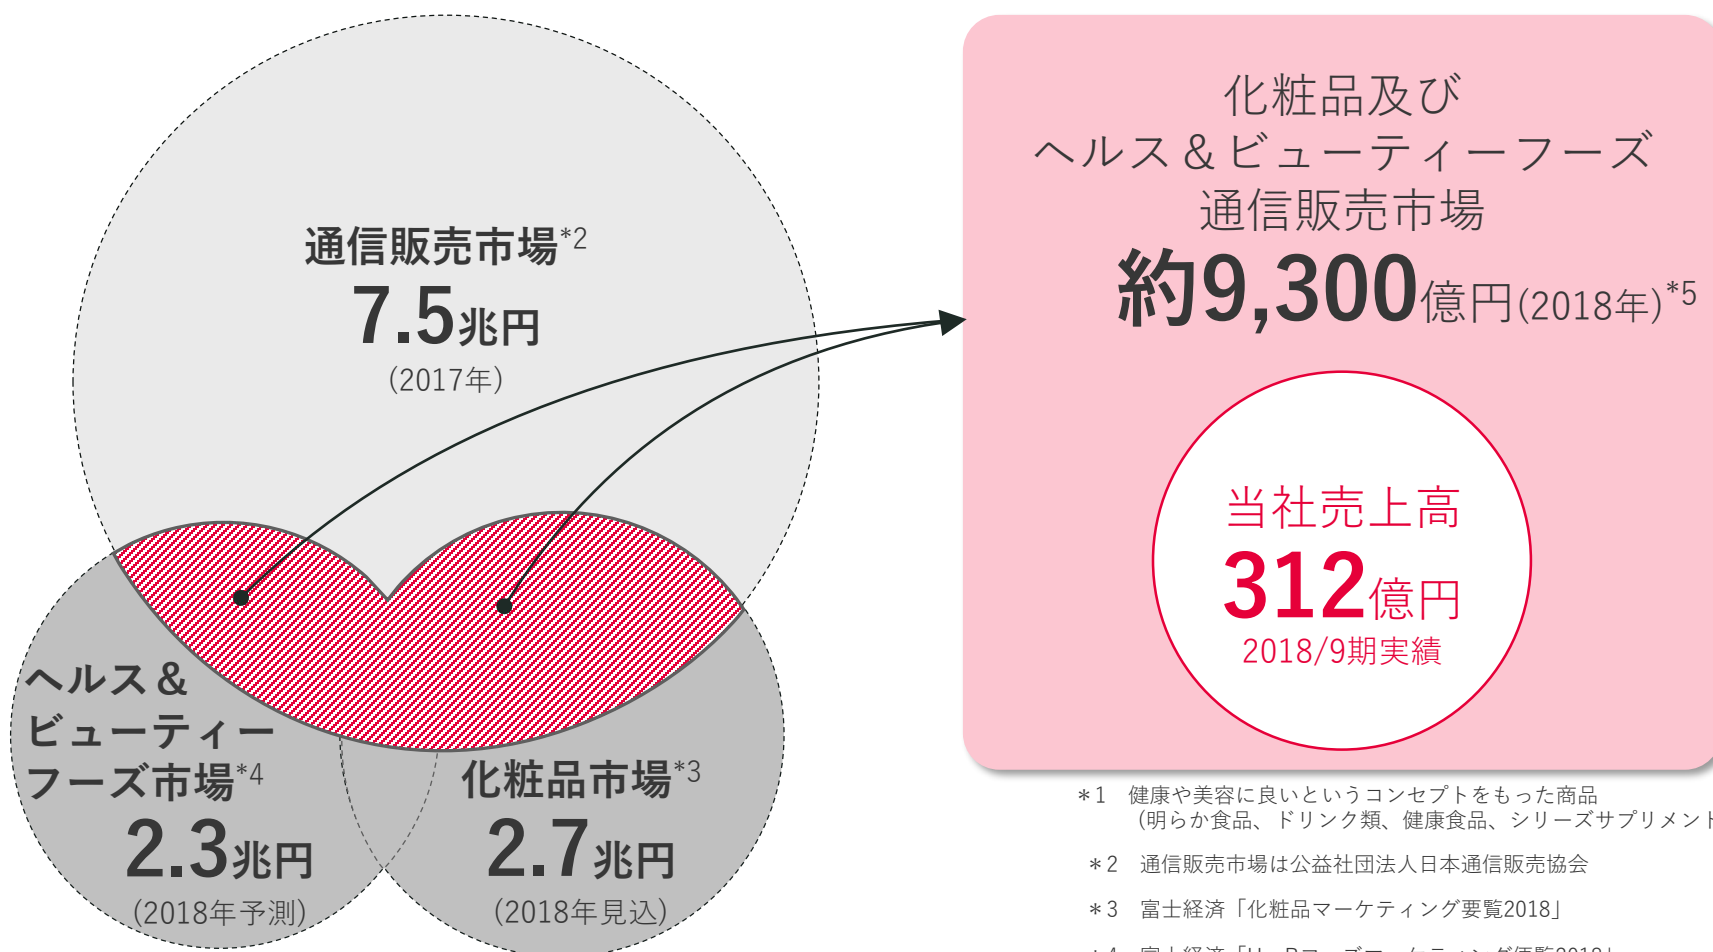 通信販売市場*2
7.5兆円
(2017年)
ヘルス＆
ビューティー
フーズ市場*4
2.3兆円
(2018年予測)
化粧品市場*3
2.7兆円
(2018年見込)
化粧品及び
ヘルス＆ビューティーフーズ
通信販売市場
約9,300億円(2018年)*5
当社売上高
312億円
2018/9期実績
＊1　健康や美容に良いというコンセプトをもった商品
(明らか食品、ドリンク類、健康食品、シリーズサプリメント
＊2　通信販売市場は公益社団法人日本通信販売協会
＊3　富士経済「化粧品マーケティング要覧2018」